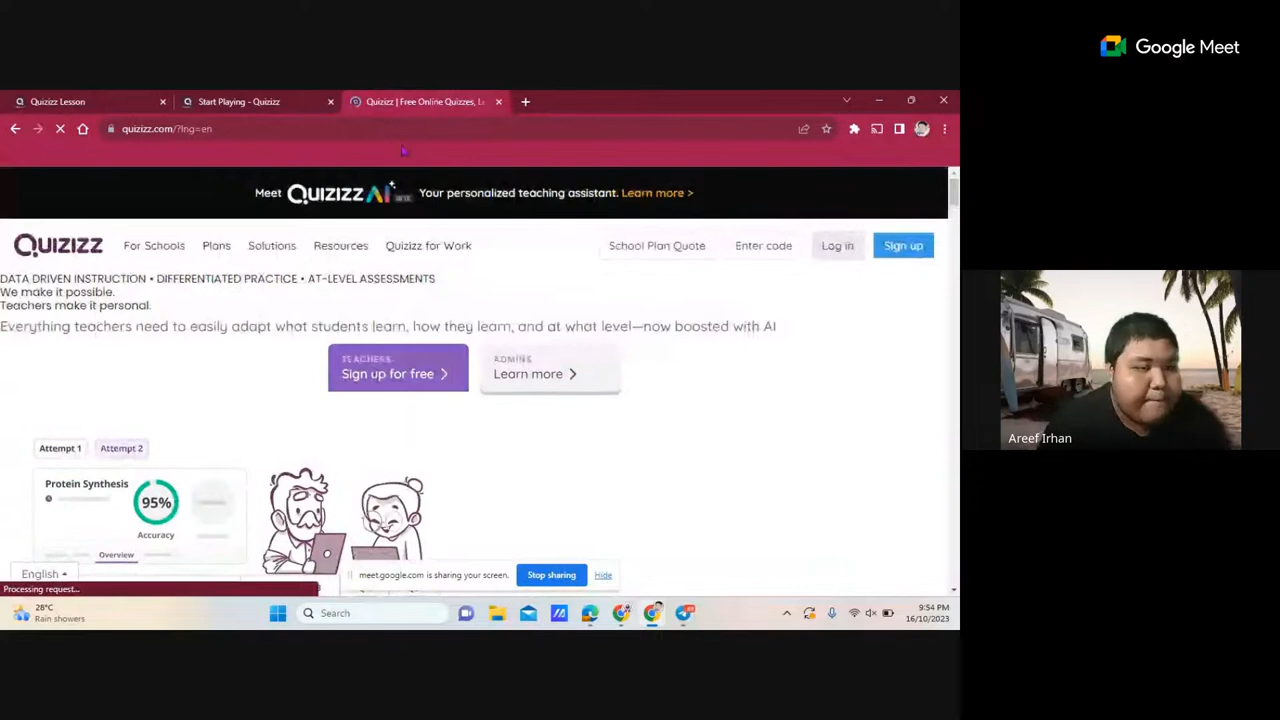 Google Meet
Quizizz Lesson
Start Playing - Quizizz
Quizizz | Free Online Quizzes, L
quizizz.com/?lng=en
Meet QUIZIZZ AI Your personalized teaching assistant. Learn more >
QUIZIZZ For Schools Plans Solutions Resources Quizizz for Work School Plan Quote Enter code Log in Sign up
DATA DRIVEN INSTRUCTION • DIFFERENTIATED PRACTICE • AT-LEVEL ASSESSMENTS
We make it possible.
Teachers make it personal.
Everything teachers need to easily adapt what students learn, how they learn, and at what level—now boosted with AI
TEACHERS
Sign up for free >
ADMINS
Learn more >
Attempt 1 Attempt 2
Protein Synthesis
95%
Accuracy
Overview
English
meet.google.com is sharing your screen. Stop sharing Hide
Processing request...
28°C
Rain showers
Search
9:54 PM
16/10/2023
Areef Irhan